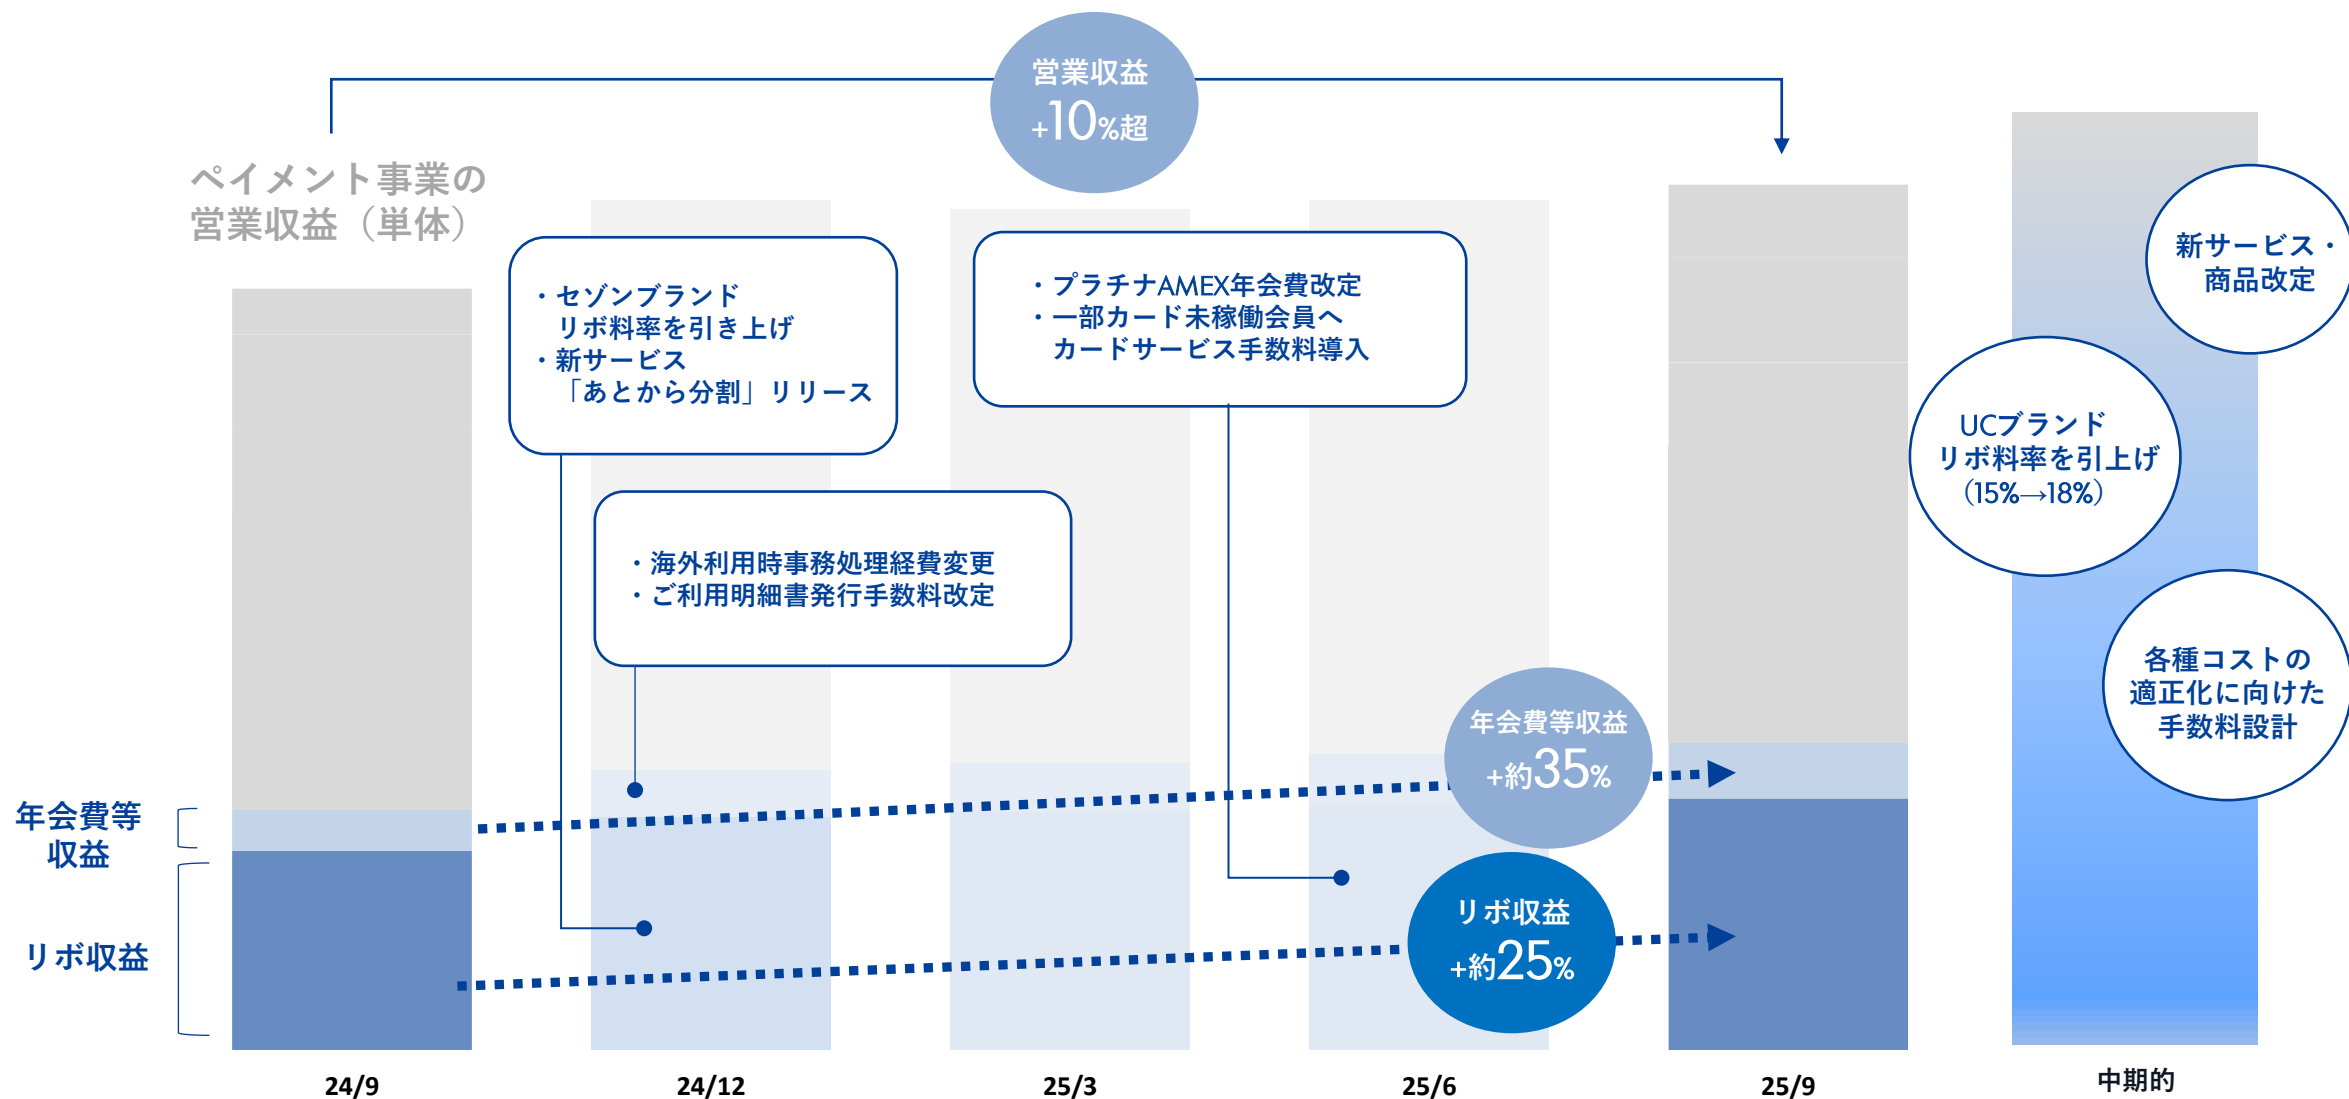 営業収益
+10%超
ペイメント事業の
営業収益（単体）
・セゾンブランド
リボ料率を引き上げ
・新サービス
「あとから分割」リリース
・プラチナAMEX年会費改定
・一部カード未稼働会員へ
カードサービス手数料導入
・海外利用時事務処理経費変更
・ご利用明細書発行手数料改定
新サービス・
商品改定
UCブランド
リボ料率を引上げ
（15%→18%）
各種コストの
適正化に向けた
手数料設計
年会費等収益
+約35%
リボ収益
+約25%
年会費等
収益
リボ収益
24/9
24/12
25/3
25/6
25/9
中期的